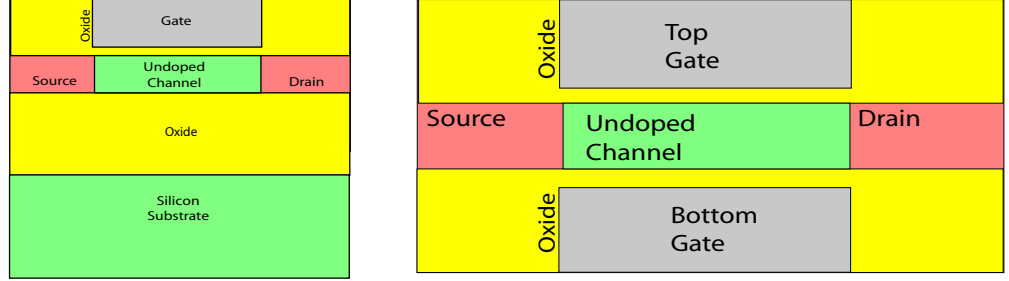 Oxide
Gate
Source
Undoped
Channel
Drain
Oxide
Silicon
Substrate
Oxide
Top
Gate
Source
Undoped
Channel
Drain
Oxide
Bottom
Gate